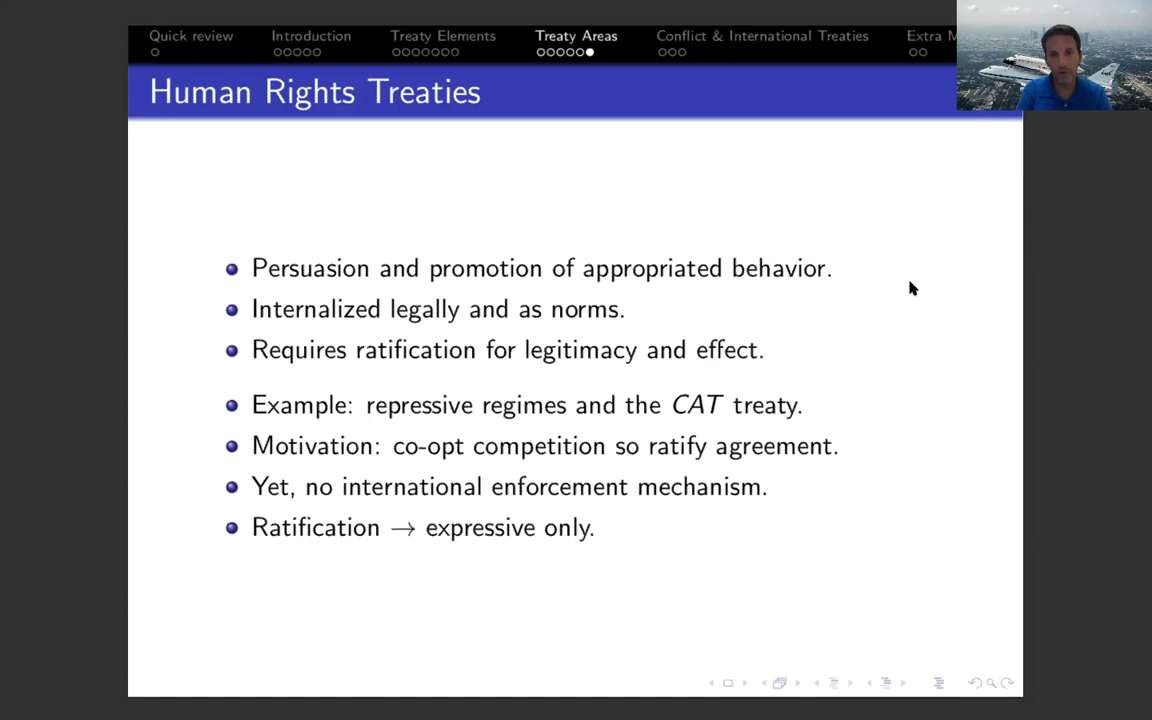 Quick review Introduction Treaty Elements Treaty Areas Conflict & International Treaties Extra M
Human Rights Treaties
Persuasion and promotion of appropriated behavior.
Internalized legally and as norms.
Requires ratification for legitimacy and effect.
Example: repressive regimes and the CAT treaty.
Motivation: co-opt competition so ratify agreement.
Yet, no international enforcement mechanism.
Ratification → expressive only.